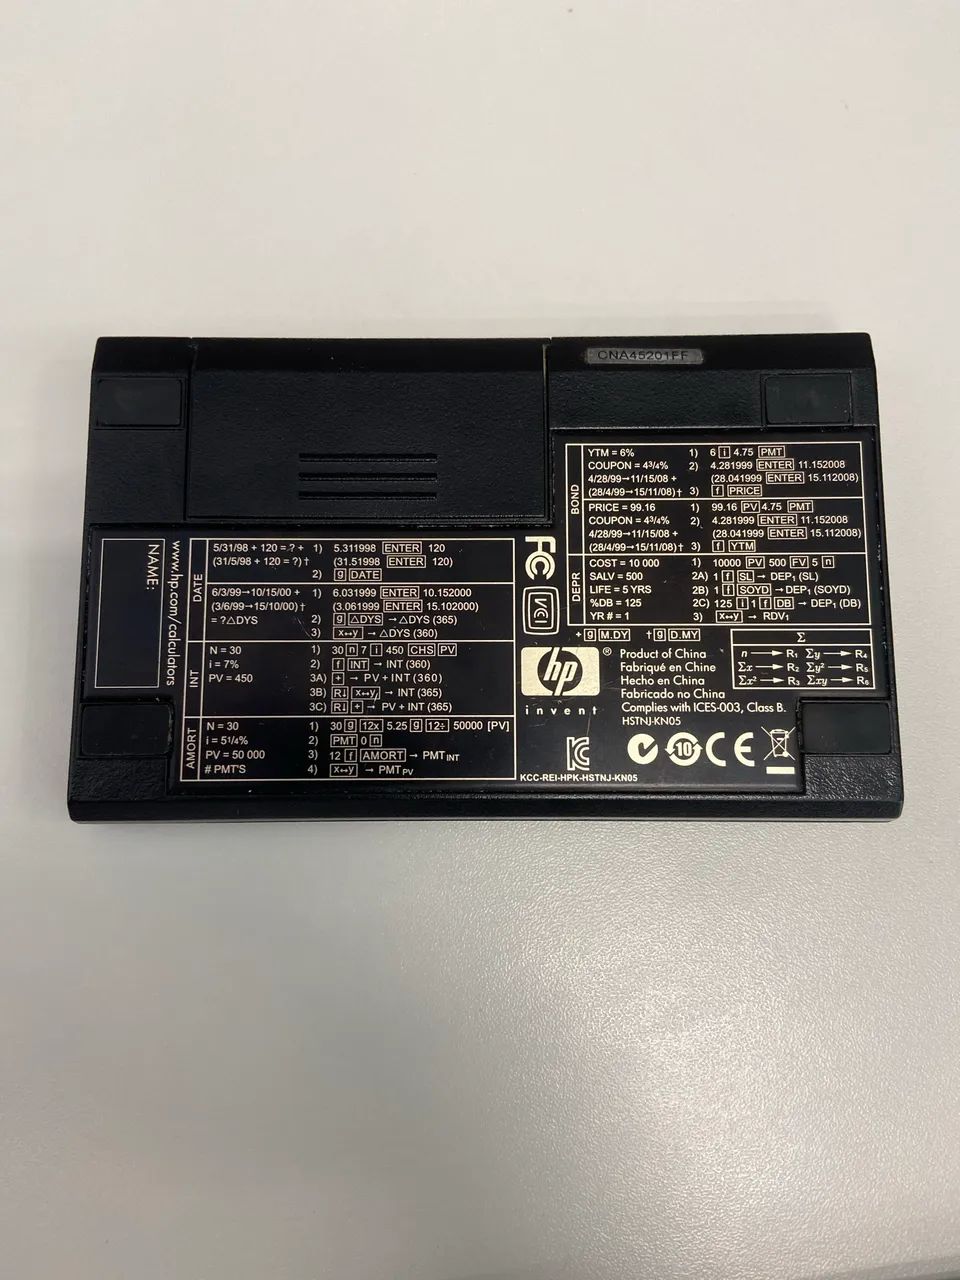 CNA45201FF
BOND
YTM = 6% 1) 6 i 4.75 PMT
COUPON = 4¾% 2) 4.281999 ENTER 11.152008
4/28/99→11/15/08 + (28.041999 ENTER 15.112008)
(28/4/99→15/11/08) † 3) f PRICE
PRICE = 99.16 1) 99.16 PV 4.75 PMT
COUPON = 4¾% 2) 4.281999 ENTER 11.152008
4/28/99→11/15/08 + (28.041999 ENTER 15.112008)
(28/4/99→15/11/08) † 3) f YTM
DEPR
COST = 10 000 1) 10000 PV 500 FV 5 n
SALV = 500 2A) 1 f SL → DEP₁ (SL)
LIFE = 5 YRS 2B) 1 f SOYD → DEP₁ (SOYD)
%DB = 125 2C) 125 i 1 f DB → DEP₁ (DB)
YR # = 1 3) x↔y → RDV₁
+ g M.DY † g D.MY
Σ
n → R₁ Σy → R₄
Σx → R₂ Σy² → R₅
Σx² → R₃ Σxy → R₆
NAME:
www.hp.com/calculators
DATE
5/31/98 + 120 = ? + 1) 5.311998 ENTER 120
(31/5/98 + 120 = ?) † (31.51998 ENTER 120)
2) g DATE
6/3/99→10/15/00 + 1) 6.031999 ENTER 10.152000
(3/6/99→15/10/00) † (3.061999 ENTER 15.102000)
= ?△DYS 2) g △DYS → △DYS (365)
3) x↔y → △DYS (360)
INT
N = 30 1) 30 n 7 i 450 CHS PV
i = 7% 2) f INT → INT (360)
PV = 450 3A) + → PV + INT (360)
3B) R↓ x↔y → INT (365)
3C) R↓ + → PV + INT (365)
AMORT
N = 30 1) 30 g 12x 5.25 g 12÷ 50000 [PV]
i = 5¼% 2) PMT 0 n
PV = 50 000 3) 12 f AMORT → PMT INT
# PMT'S 4) x↔y → PMT PV
FC
VCI
hp®
invent
Product of China
Fabriqué en Chine
Hecho en China
Fabricado no China
Complies with ICES-003, Class B.
HSTNJ-KN05
10
CE
KCC-REI-HPK-HSTNJ-KN05